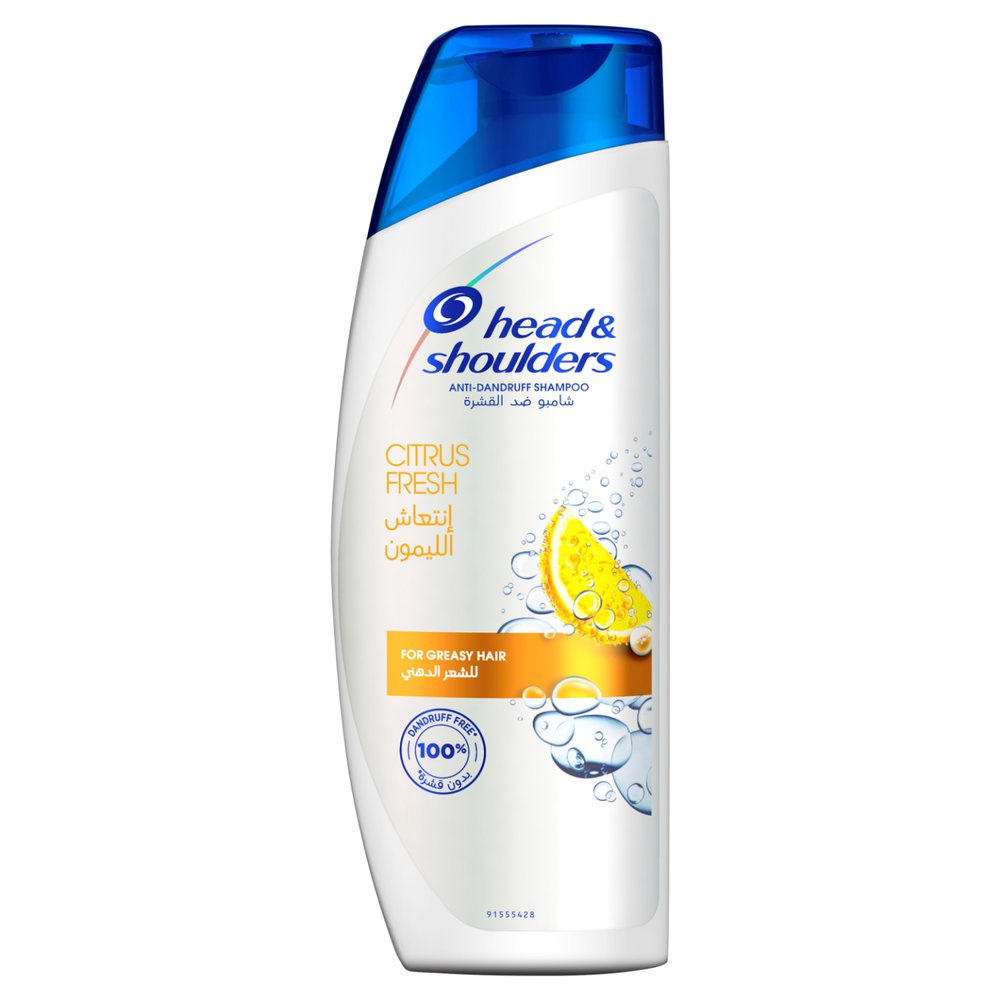 head &
shoulders
ANTI-DANDRUFF SHAMPOO
شامبو ضد القشرة
CITRUS
FRESH
إنتعاش
الليمون
FOR GREASY HAIR
للشعر الدهني
DANDRUFF FREE*
100%
بدون قشرة*
91555428